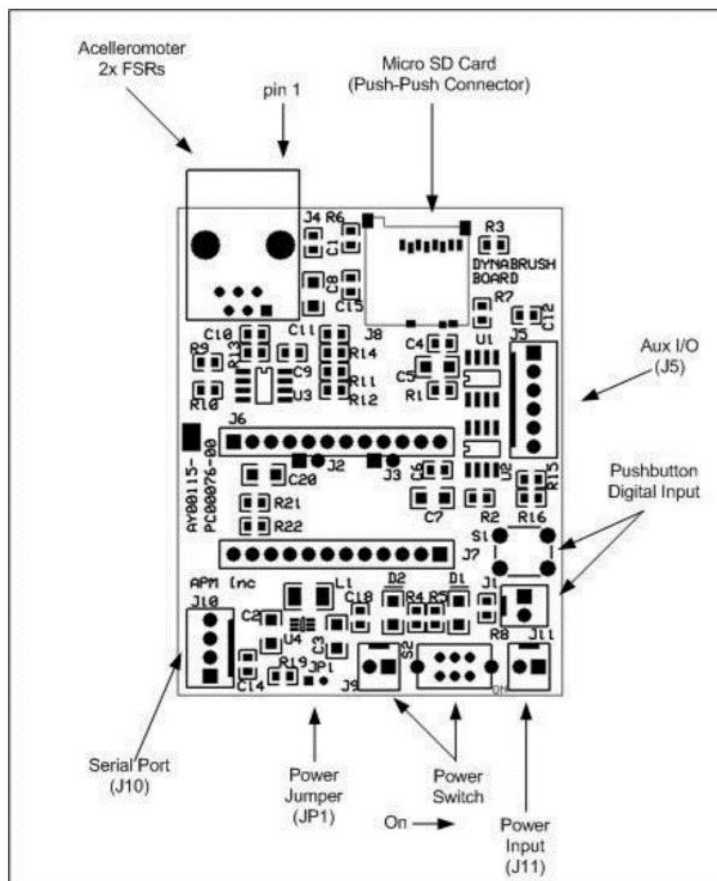 Acelleromoter
2x FSRs
pin 1
Micro SD Card
(Push-Push Connector)
J4 R6
R3
C1
DYNABRUSH
BOARD
C8
C15
R7
C12
C10
C11
J8
U1
J5
R9
R13
R14
C4
Aux I/O
(J5)
C9
R11
C5
R10
U3
R12
R1
J6
AY00115-
PC00076-00
J2
J3
C6
U2
R15
Pushbutton
Digital Input
C20
R21
C7
R2
R16
R22
S1
J7
APM Inc
L1
D2
D1
J1
J10
C2
C18
R4
R5
U4
C3
S2
R8
J11
R19
JP1
C14
J9
ON
Serial Port
(J10)
Power
Jumper
(JP1)
Power
Switch
On
Power
Input
(J11)